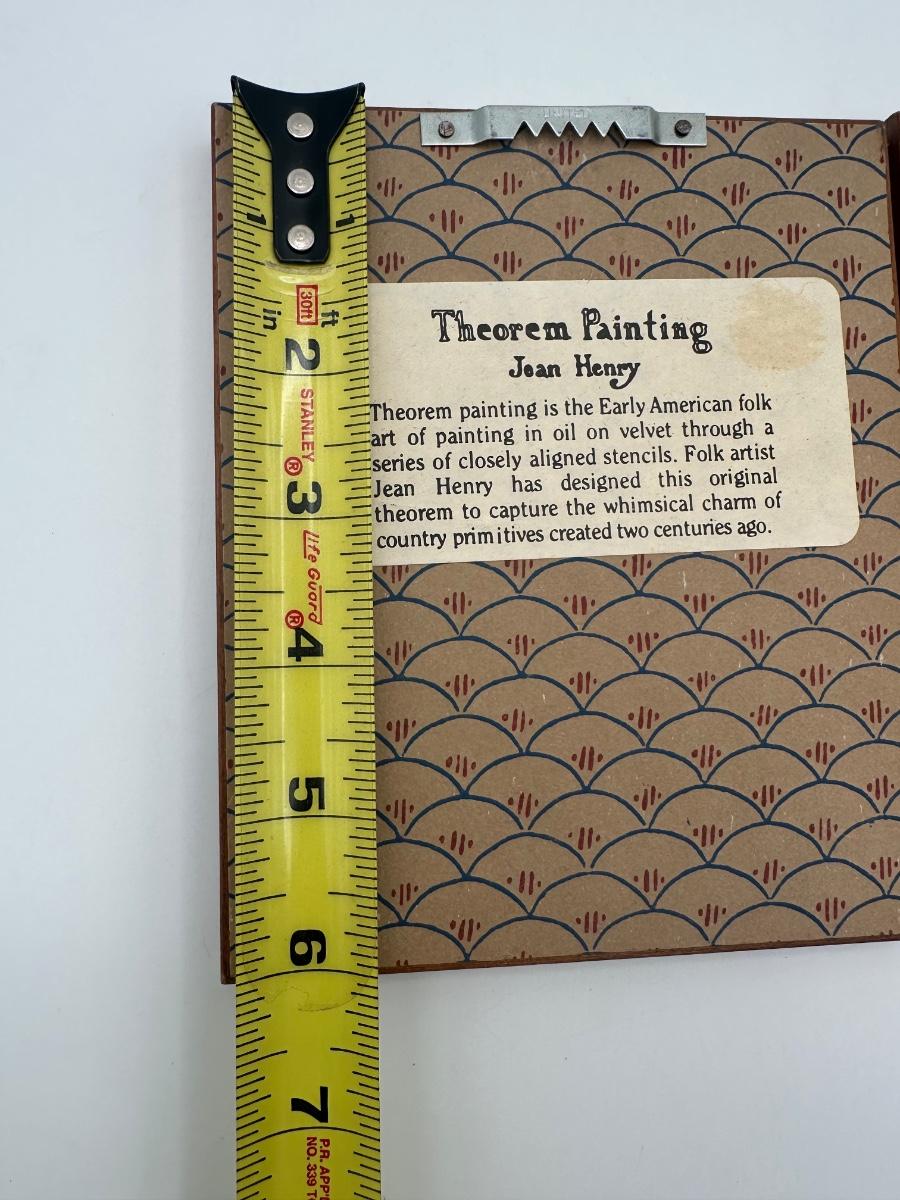 Theorem Painting
Jean Henry
Theorem painting is the Early American folk
art of painting in oil on velvet through a
series of closely aligned stencils. Folk artist
Jean Henry has designed this original
theorem to capture the whimsical charm of
country primitives created two centuries ago.
1 1
in 30ft ft
2
STANLEY®
3
Life Guard®
4
5
6
7
P.R. APP'
NO. 339 T